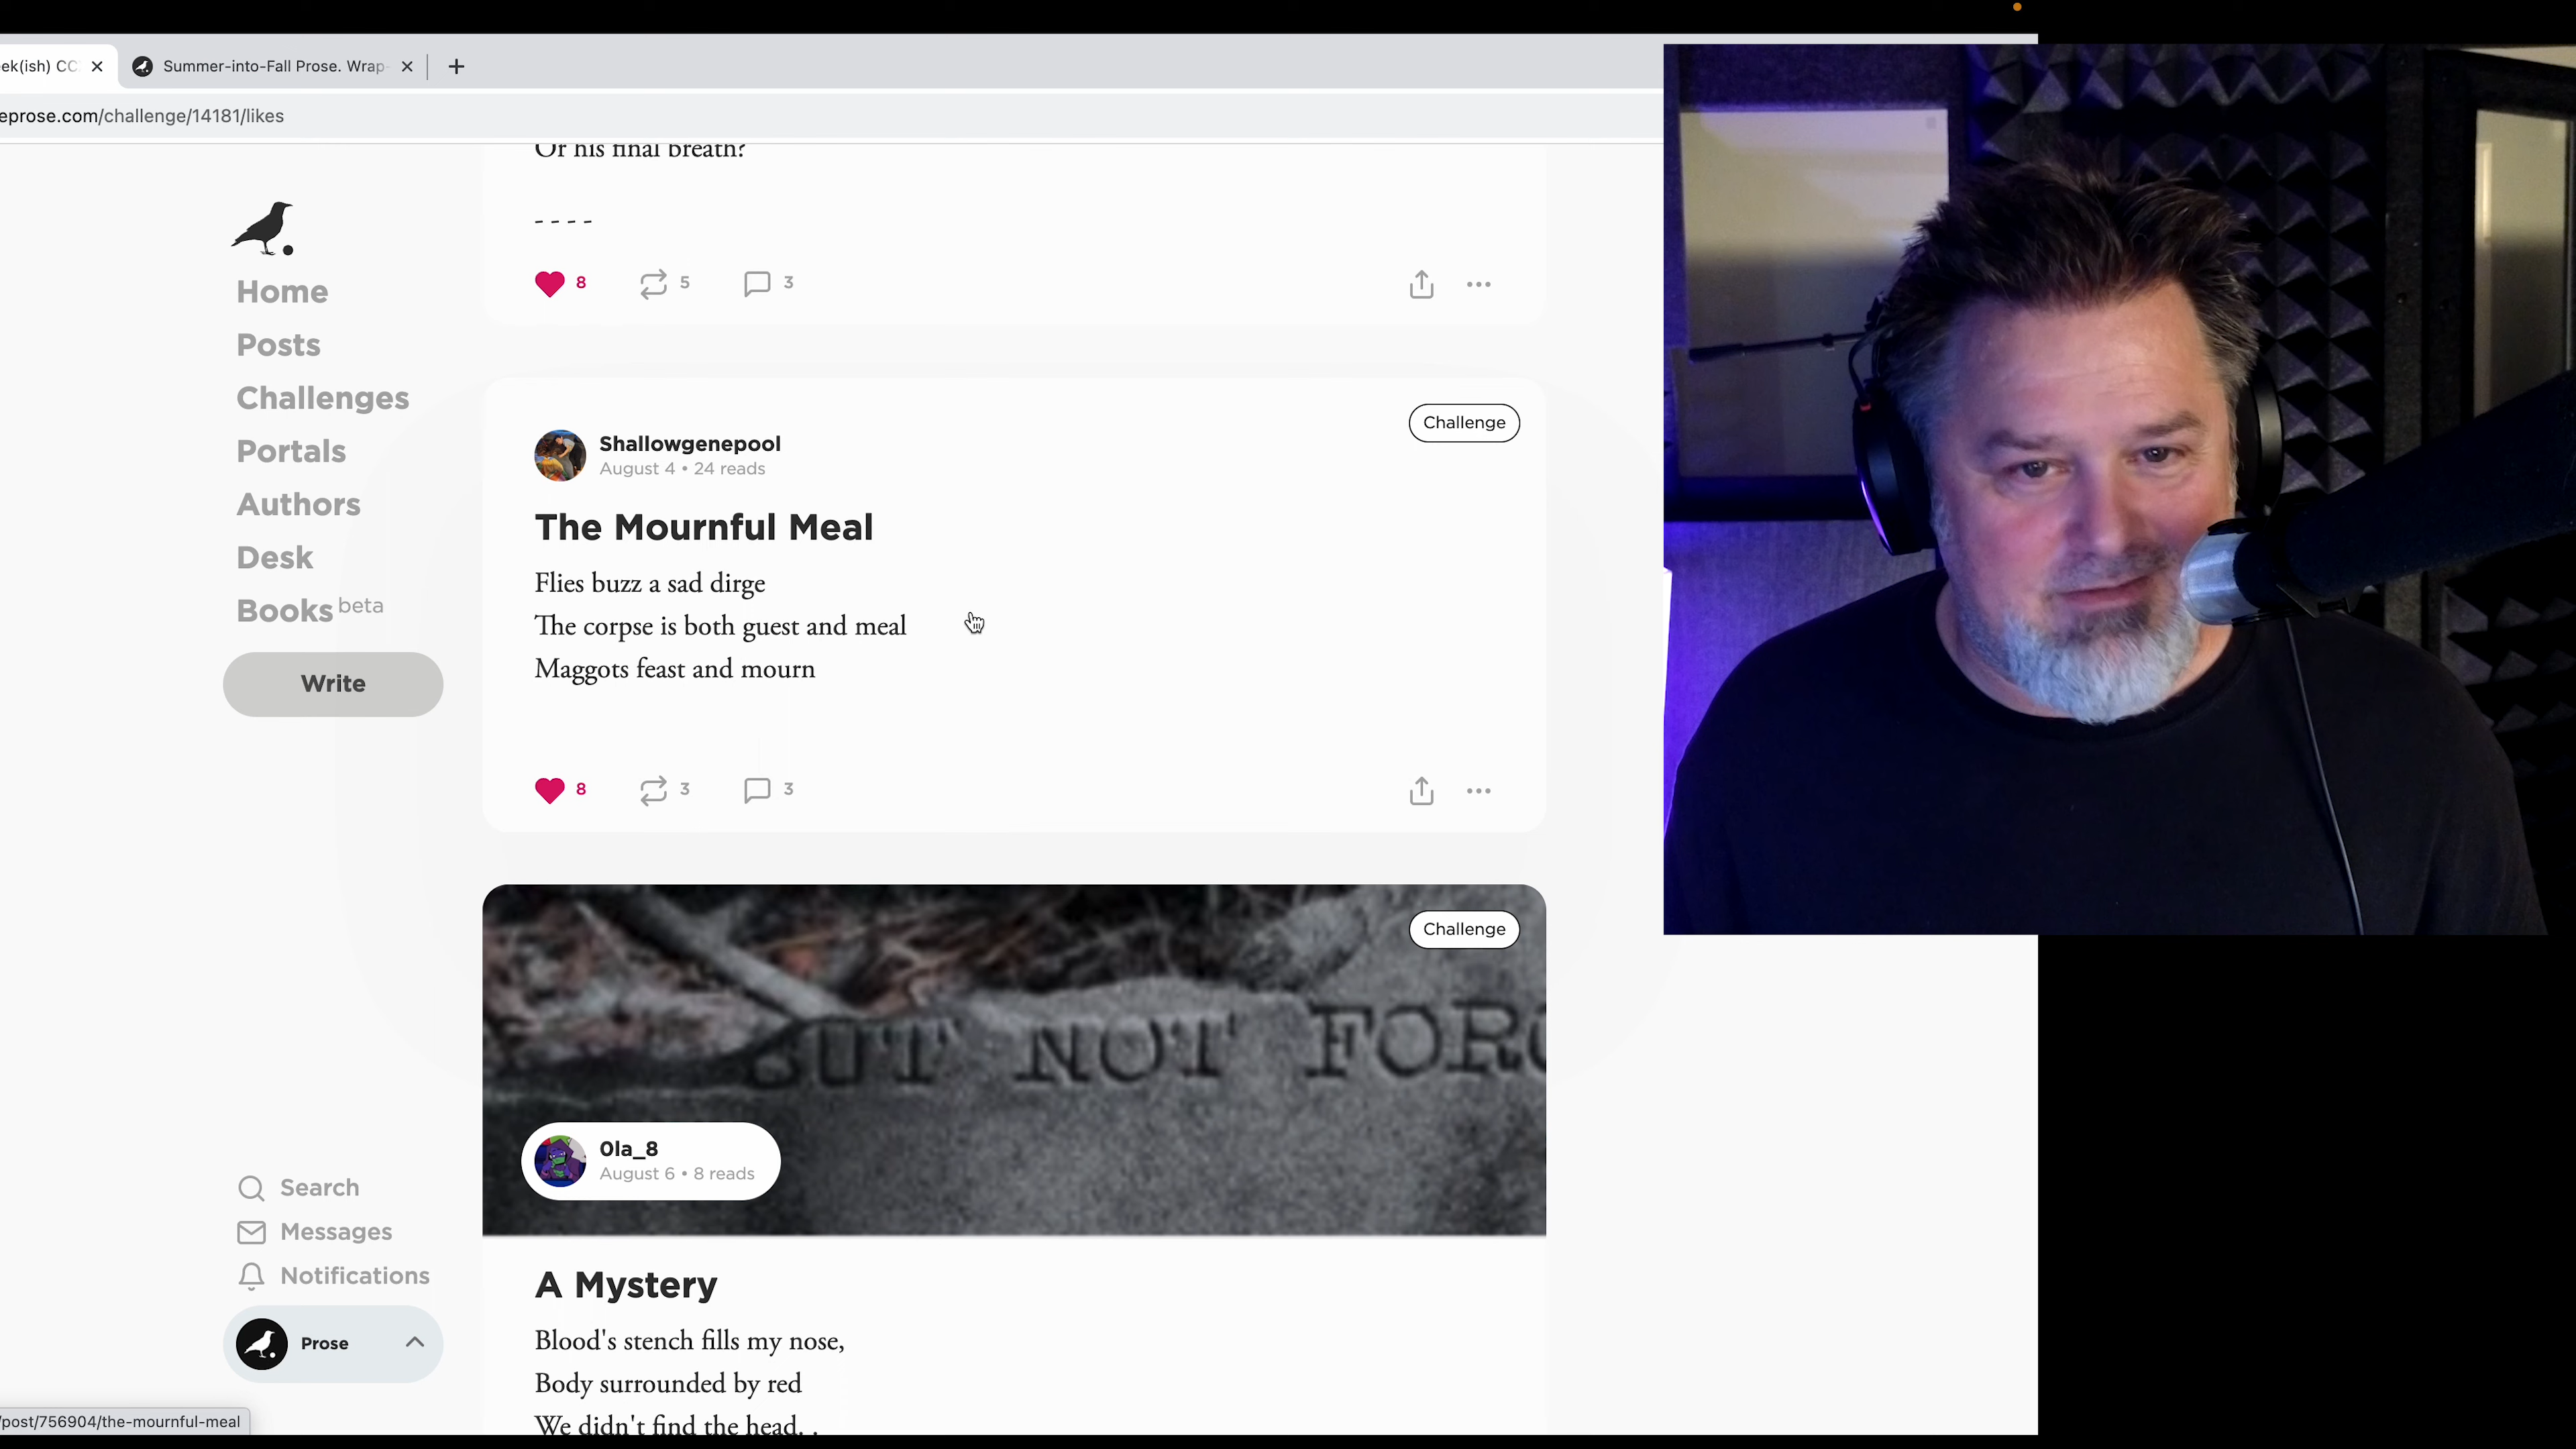 ek(ish) CC
Summer-into-Fall Prose. Wrap-
eprose.com/challenge/14181/likes
Or his final breath?
- - - -
8 5 3
Home
Posts
Challenges
Portals
Authors
Desk
Books beta
Write
Challenge
Shallowgenepool
August 4 • 24 reads
The Mournful Meal
Flies buzz a sad dirge
The corpse is both guest and meal
Maggots feast and mourn
8 3 3
Challenge
BUT NOT FORG
0la_8
August 6 • 8 reads
A Mystery
Blood's stench fills my nose,
Body surrounded by red
We didn't find the head. .
Search
Messages
Notifications
Prose
/post/756904/the-mournful-meal